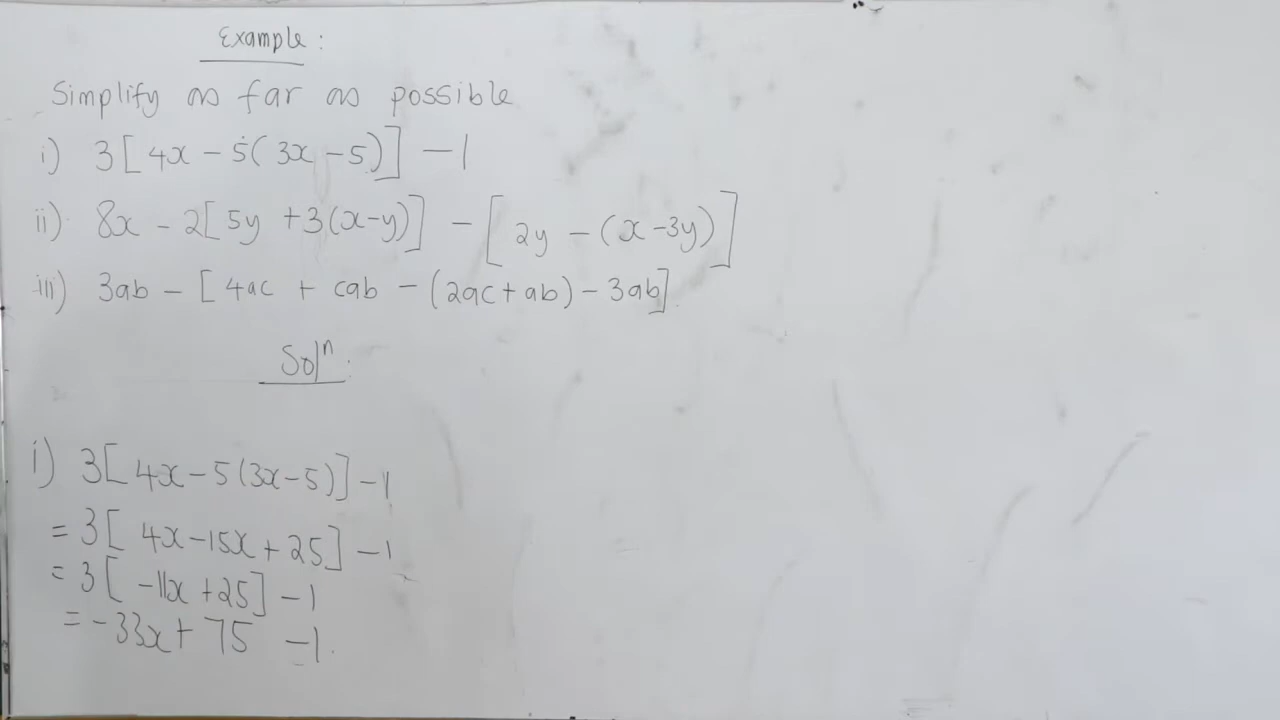 Example :
Simplify as far as possible
i) 3[4x - 5(3x - 5)] - 1
ii) 8x - 2[5y + 3(x-y)] - [2y - (x - 3y)]
iii) 3ab - [4ac + cab - (2ac + ab) - 3ab]
Solⁿ:
i) 3[4x - 5(3x - 5)] - 1
= 3[4x - 15x + 25] - 1
= 3[-11x + 25] - 1
= -33x + 75 - 1